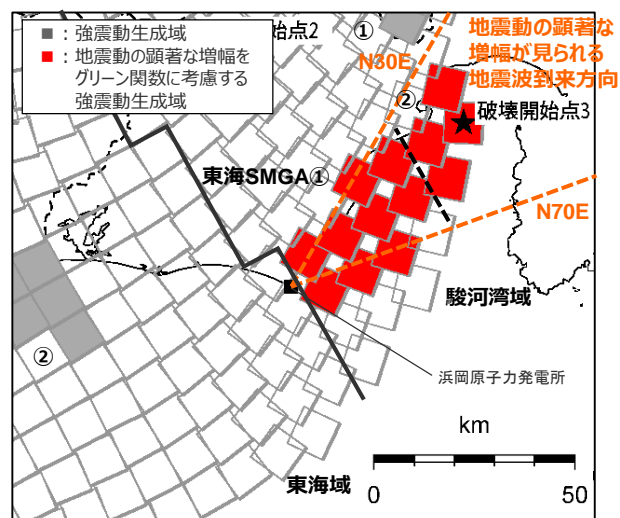 ■ : 強震動生成域
■ : 地震動の顕著な増幅を
グリーン関数に考慮する
強震動生成域
始点2
①
地震動の顕著な
増幅が見られる
地震波到来方向
N30E
②
破壊開始点3
東海SMGA①
N70E
駿河湾域
②
浜岡原子力発電所
km
東海域
0
50